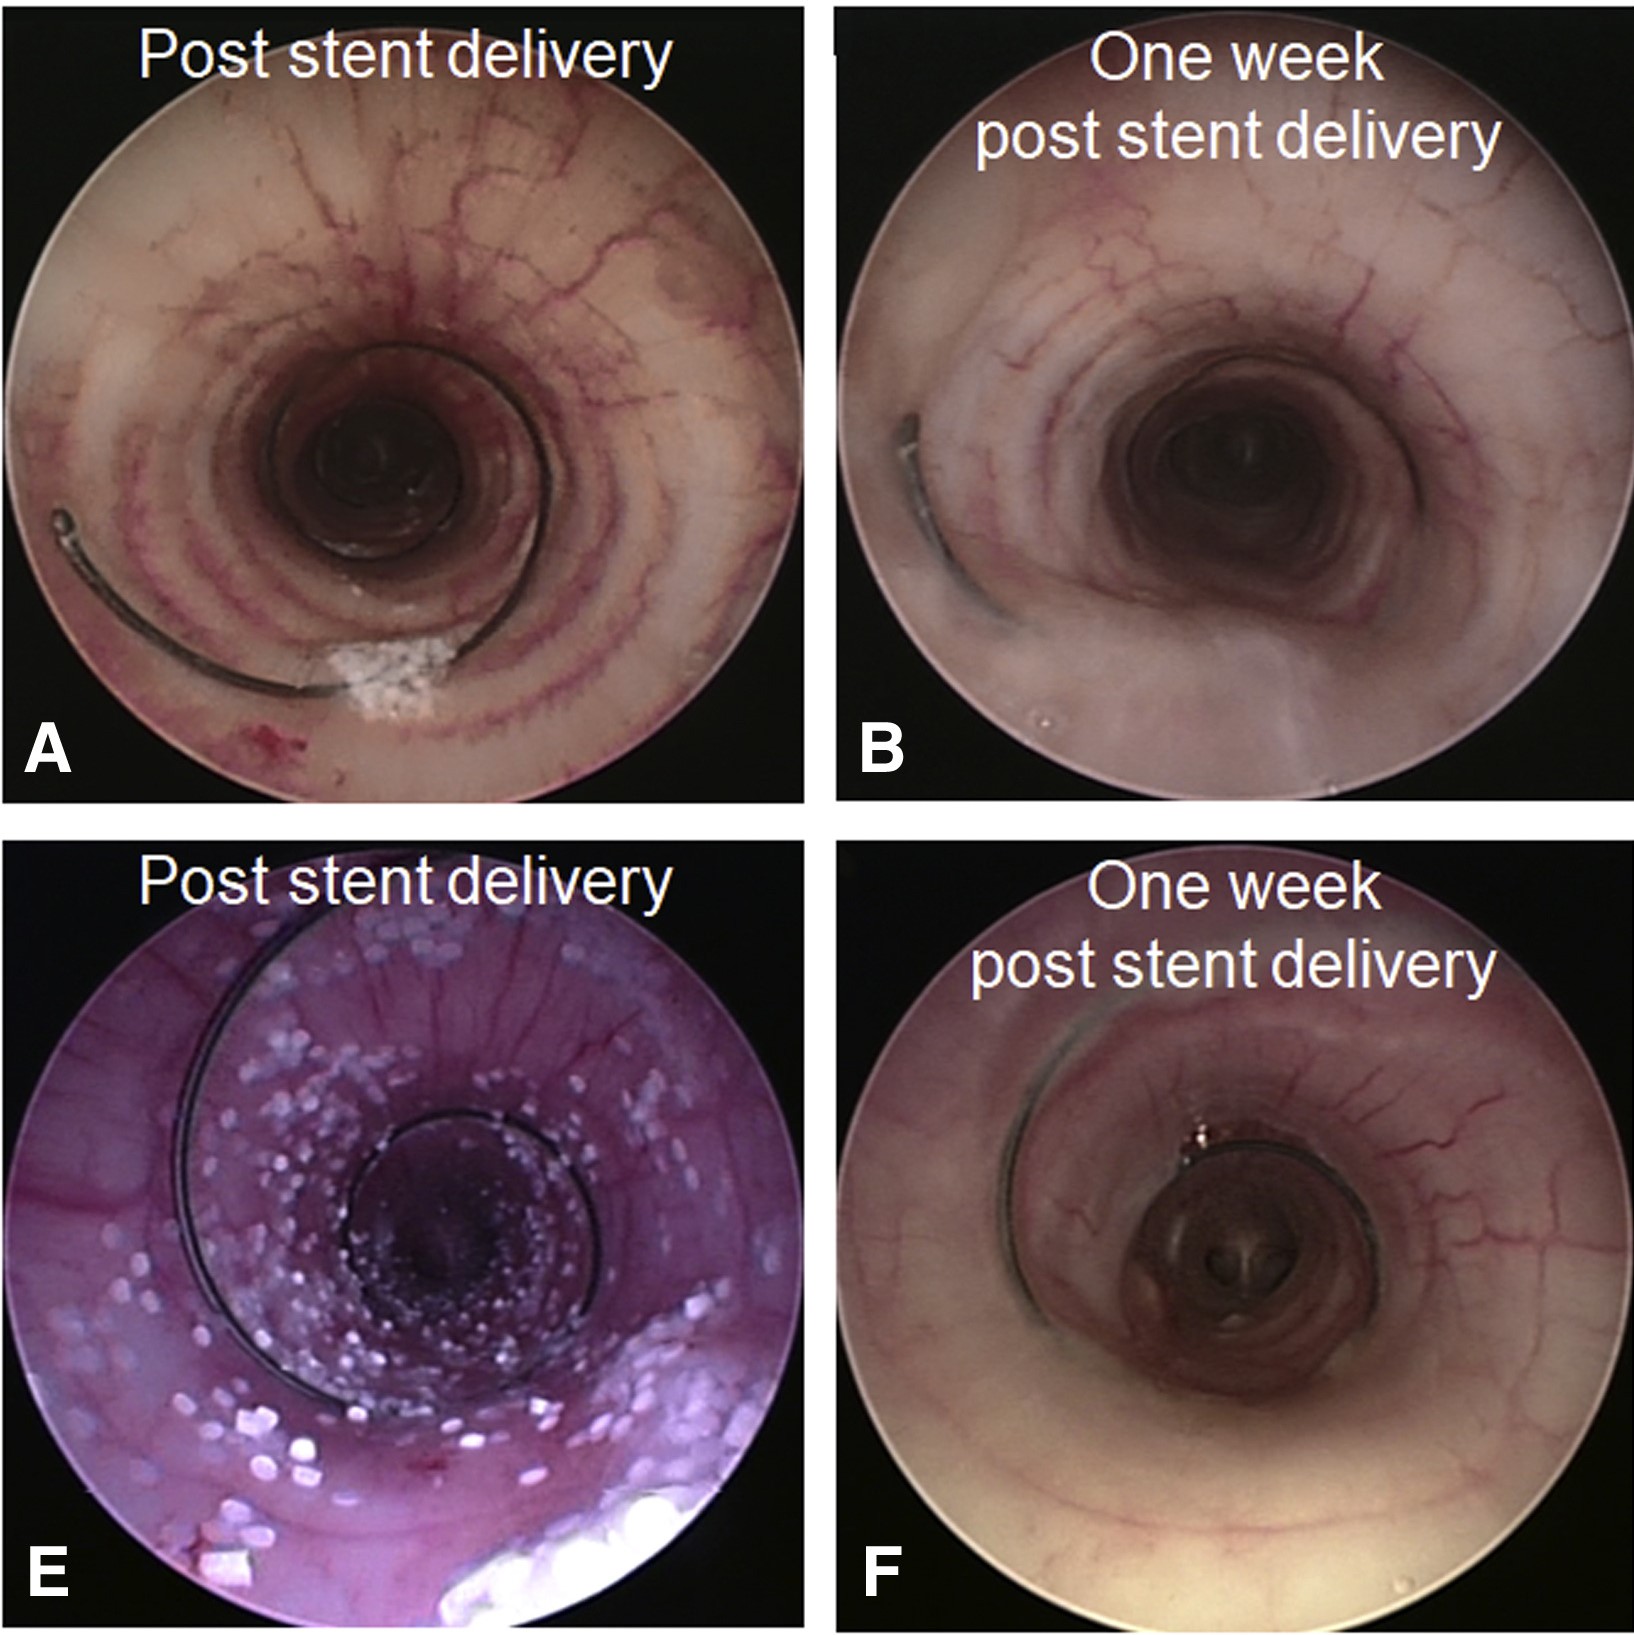 Post stent delivery
A
One week
post stent delivery
B
Post stent delivery
E
One week
post stent delivery
F